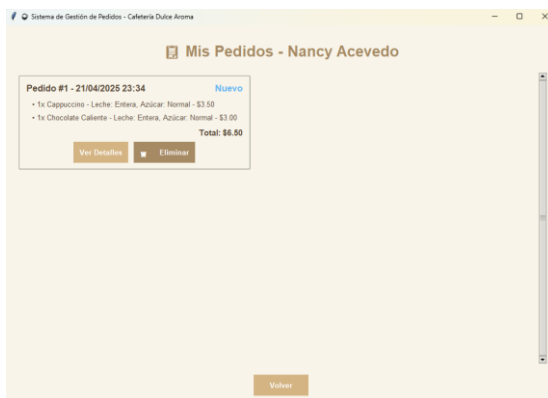 Sistema de Gestión de Pedidos - Cafetería Dulce Aroma
Mis Pedidos - Nancy Acevedo
Pedido #1 - 21/04/2025 23:34 Nuevo
• 1x Cappuccino - Leche: Entera, Azúcar: Normal - $3.50
• 1x Chocolate Caliente - Leche: Entera, Azúcar: Normal - $3.00
Total: $6.50
Ver Detalles Eliminar
Volver